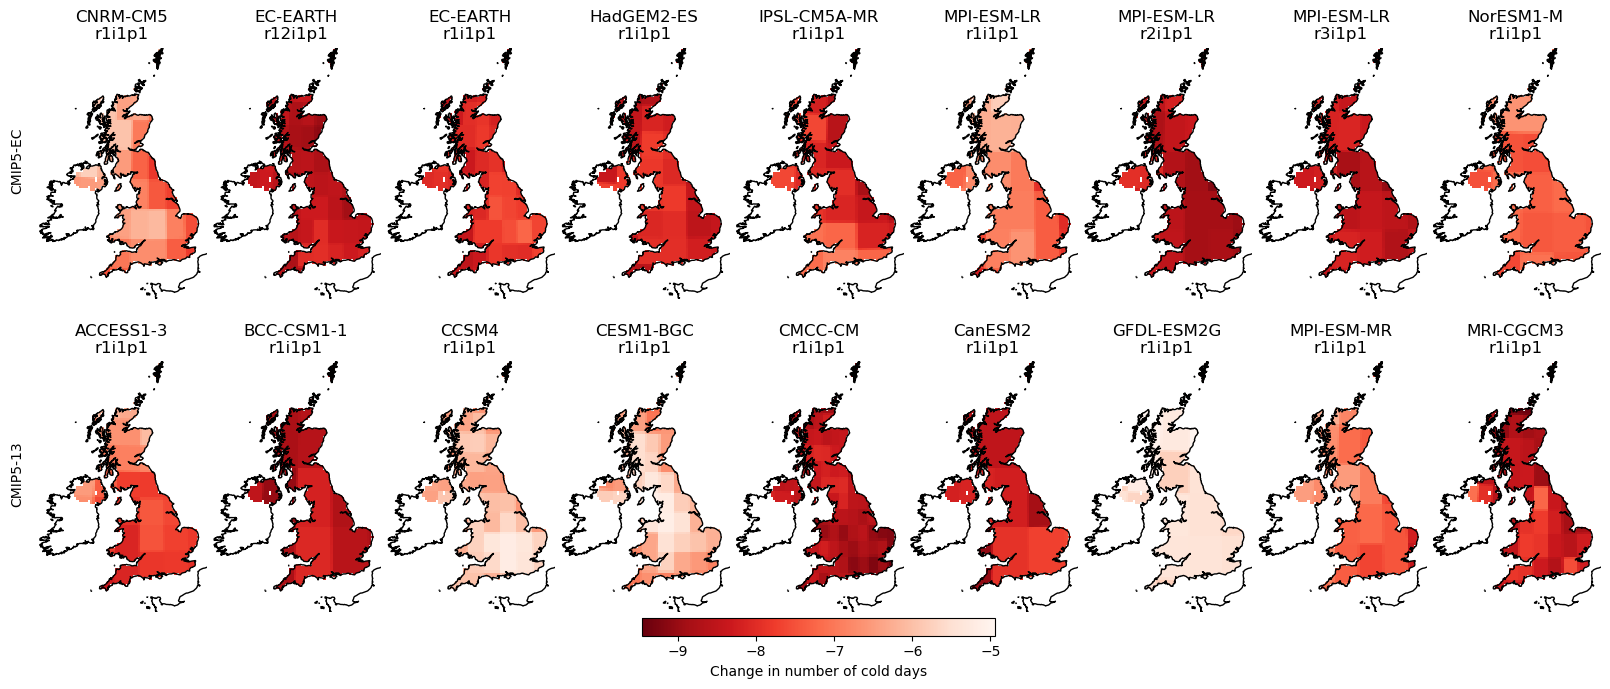 CNRM-CM5 EC-EARTH EC-EARTH HadGEM2-ES IPSL-CM5A-MR MPI-ESM-LR MPI-ESM-LR MPI-ESM-LR NorESM1-M
r1i1p1 r12i1p1 r1i1p1 r1i1p1 r1i1p1 r1i1p1 r2i1p1 r3i1p1 r1i1p1
CMIP5-EC
ACCESS1-3 BCC-CSM1-1 CCSM4 CESM1-BGC CMCC-CM CanESM2 GFDL-ESM2G MPI-ESM-MR MRI-CGCM3
r1i1p1 r1i1p1 r1i1p1 r1i1p1 r1i1p1 r1i1p1 r1i1p1 r1i1p1 r1i1p1
CMIP5-13
−9 −8 −7 −6 −5
Change in number of cold days